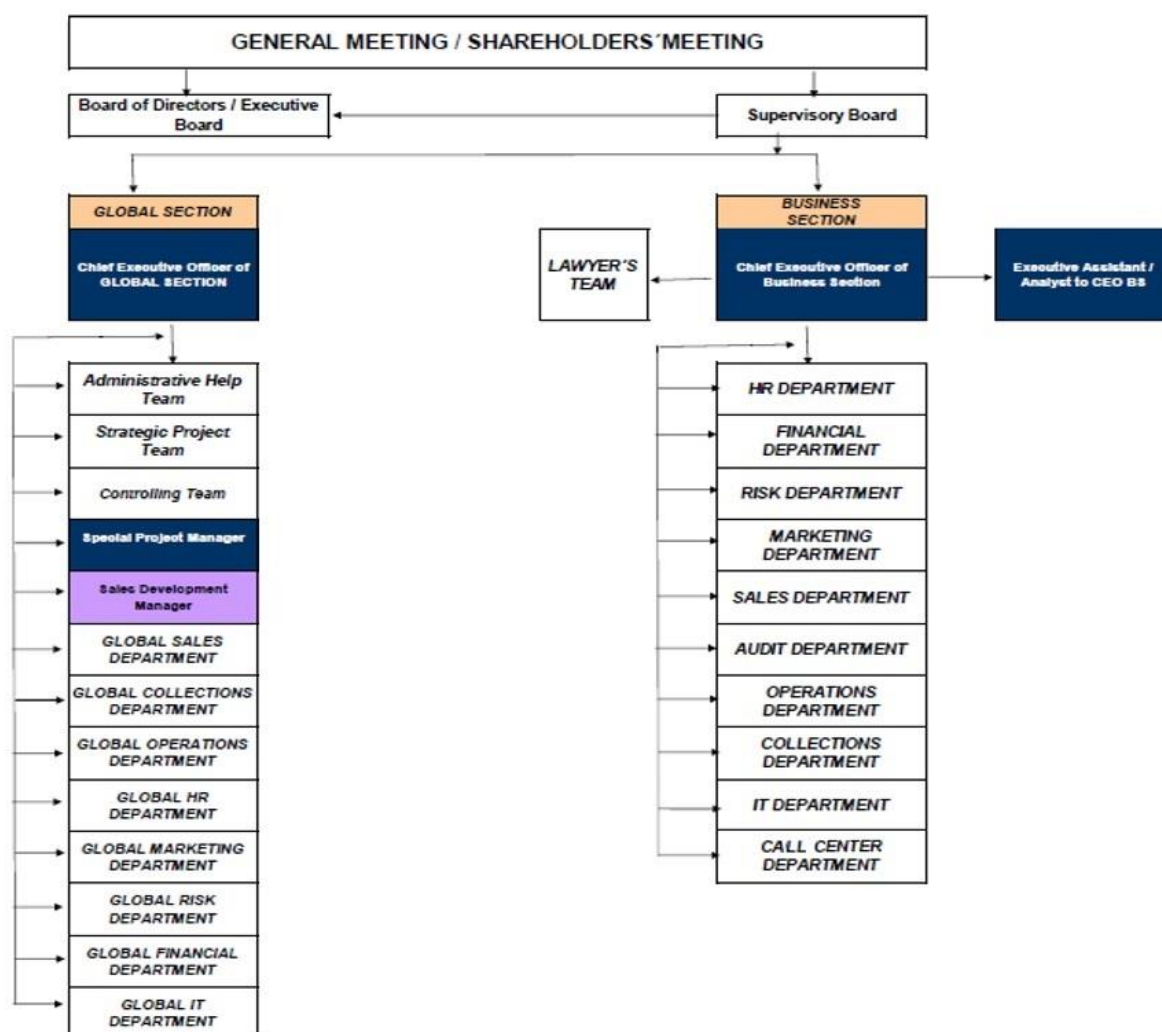 GENERAL MEETING / SHAREHOLDERS´MEETING
Board of Directors / Executive
Board
Supervisory Board
GLOBAL SECTION
Chief Executive Officer of
GLOBAL SECTION
BUSINESS
SECTION
LAWYER´S
TEAM
Chief Executive Officer of
Business Section
Executive Assistant /
Analyst to CEO BS
Administrative Help
Team
Strategic Project
Team
Controlling Team
Special Project Manager
Sales Development
Manager
GLOBAL SALES
DEPARTMENT
GLOBAL COLLECTIONS
DEPARTMENT
GLOBAL OPERATIONS
DEPARTMENT
GLOBAL HR
DEPARTMENT
GLOBAL MARKETING
DEPARTMENT
GLOBAL RISK
DEPARTMENT
GLOBAL FINANCIAL
DEPARTMENT
GLOBAL IT
DEPARTMENT
HR DEPARTMENT
FINANCIAL
DEPARTMENT
RISK DEPARTMENT
MARKETING
DEPARTMENT
SALES DEPARTMENT
AUDIT DEPARTMENT
OPERATIONS
DEPARTMENT
COLLECTIONS
DEPARTMENT
IT DEPARTMENT
CALL CENTER
DEPARTMENT